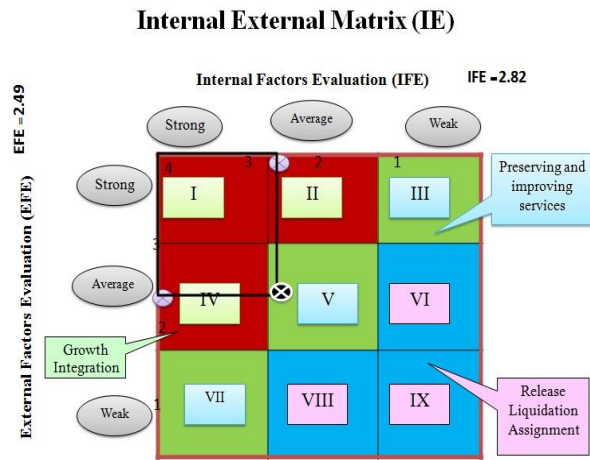 Internal External Matrix (IE)
Internal Factors Evaluation (IFE)
IFE =2.82
EFE =2.49
External Factors Evaluation (EFE)
Strong
Average
Weak
Strong
Average
Weak
4
3
2
1
3
2
1
I
II
III
IV
V
VI
VII
VIII
IX
Preserving and
improving
services
Growth
Integration
Release
Liquidation
Assignment